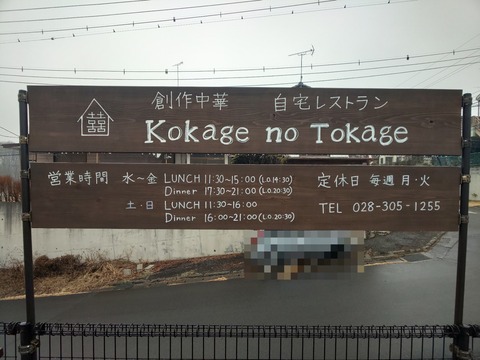 囍
創作中華 自宅レストラン
Kokage no Tokage
営業時間 水〜金 LUNCH 11:30~15:00 (L.O.14:30)
Dinner 17:30~21:00 (L.O.20:30)
土・日 LUNCH 11:30~16:00
Dinner 16:00~21:00 (L.O.20:30)
定休日 毎週 月・火
TEL 028-305-1255